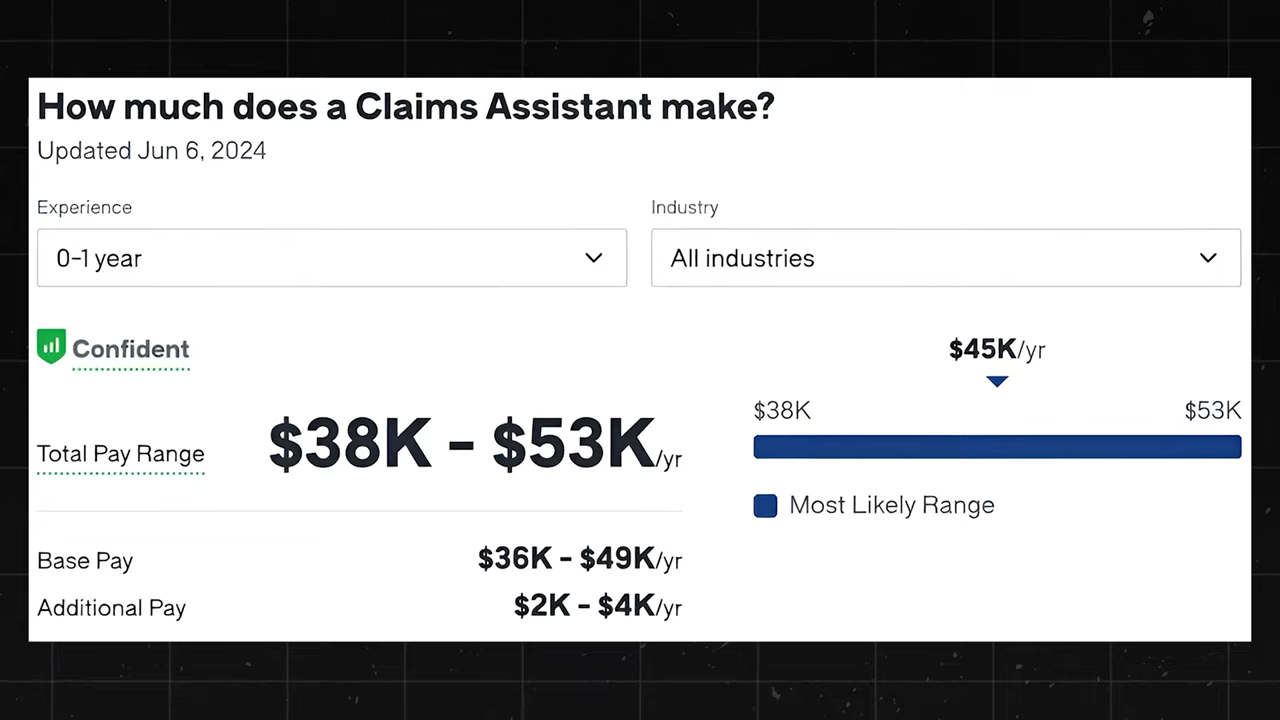 How much does a Claims Assistant make?
Updated Jun 6, 2024
Experience
0-1 year
Industry
All industries
Confident
Total Pay Range
$38K - $53K/yr
Base Pay
$36K - $49K/yr
Additional Pay
$2K - $4K/yr
$45K/yr
$38K
$53K
Most Likely Range